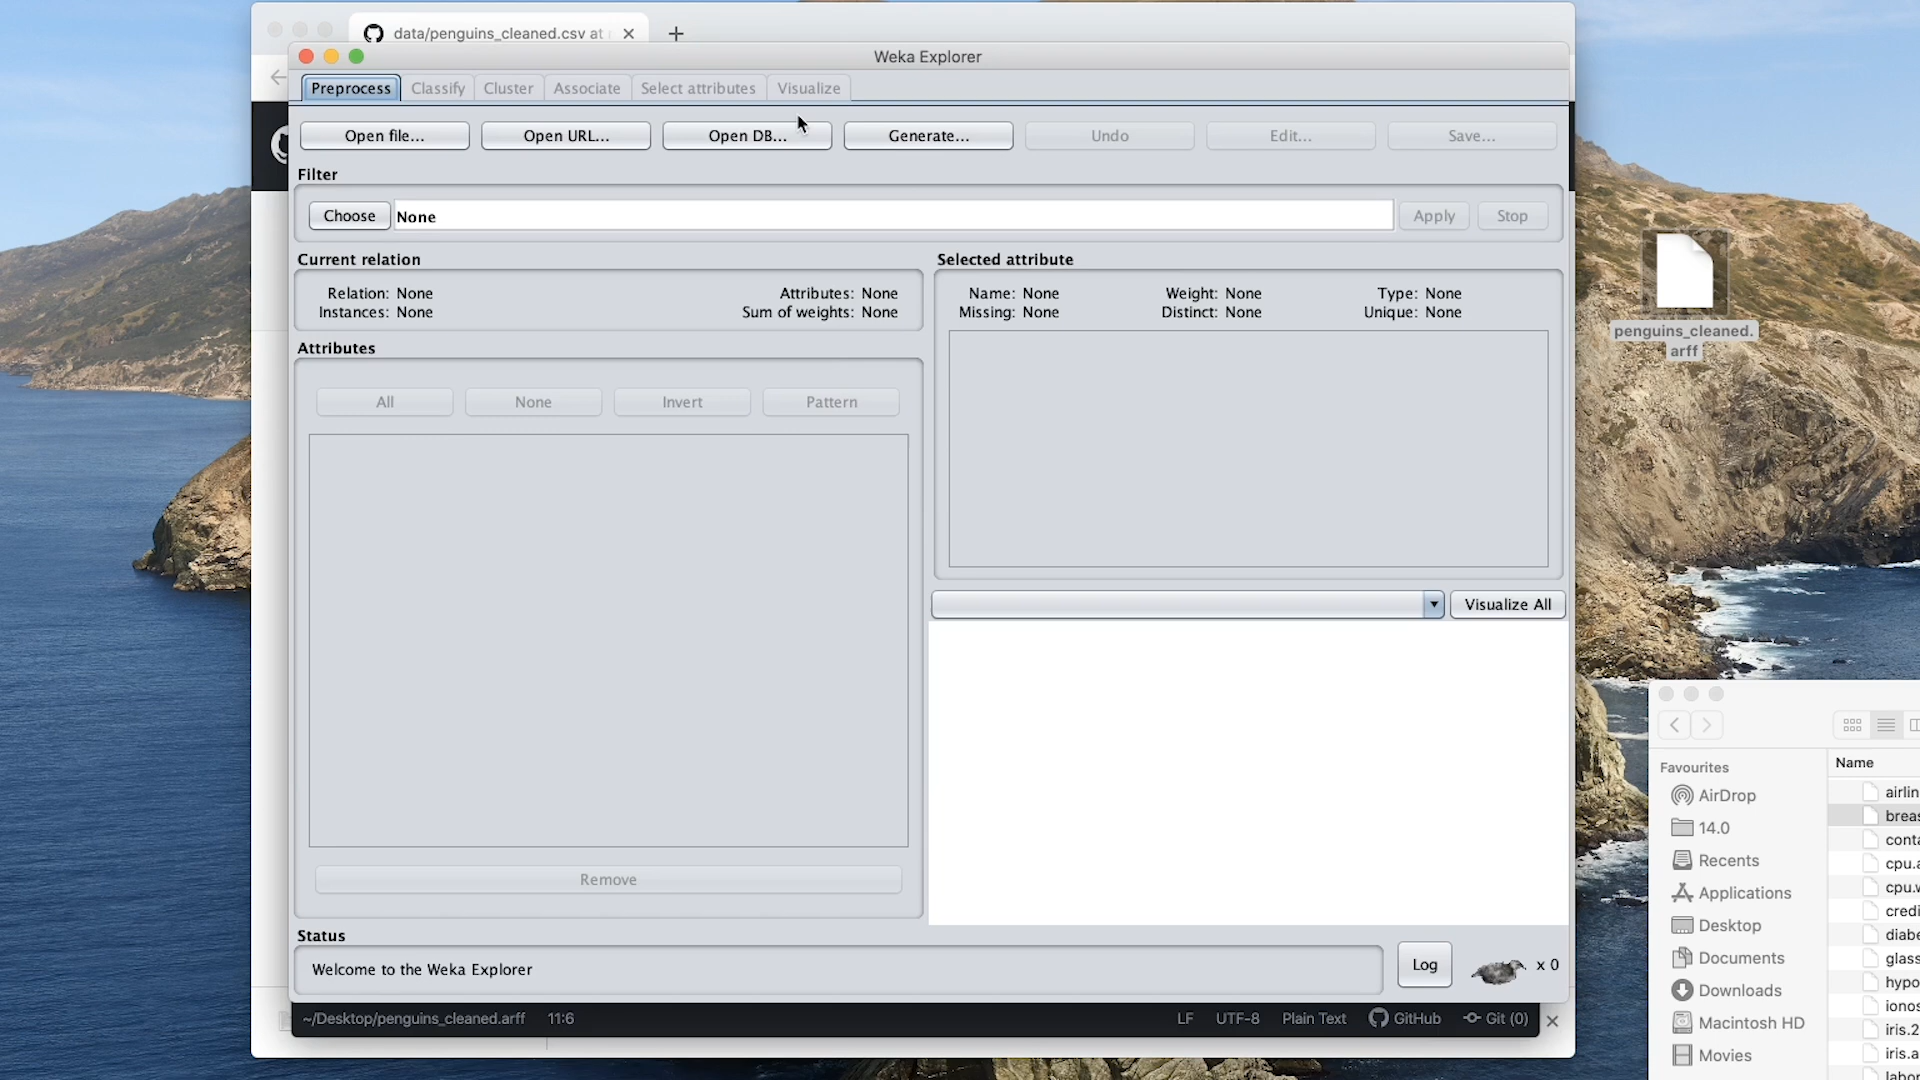 data/penguins_cleaned.csv at
Weka Explorer
Preprocess Classify Cluster Associate Select attributes Visualize
Open file... Open URL... Open DB... Generate... Undo Edit... Save...
Filter
Choose None Apply Stop
Current relation
Relation: None Attributes: None
Instances: None Sum of weights: None
Selected attribute
Name: None Weight: None Type: None
Missing: None Distinct: None Unique: None
Attributes
All None Invert Pattern
Visualize All
Remove
Status
Welcome to the Weka Explorer
Log x 0
~/Desktop/penguins_cleaned.arff 11:6 LF UTF-8 Plain Text GitHub Git (0)
penguins_cleaned.
arff
Favourites
AirDrop
14.0
Recents
Applications
Desktop
Documents
Downloads
Macintosh HD
Movies
Name
airlin
breas
conta
cpu.a
cpu.w
credi
diabe
glass
hypo
ionos
iris.2
iris.a
labor